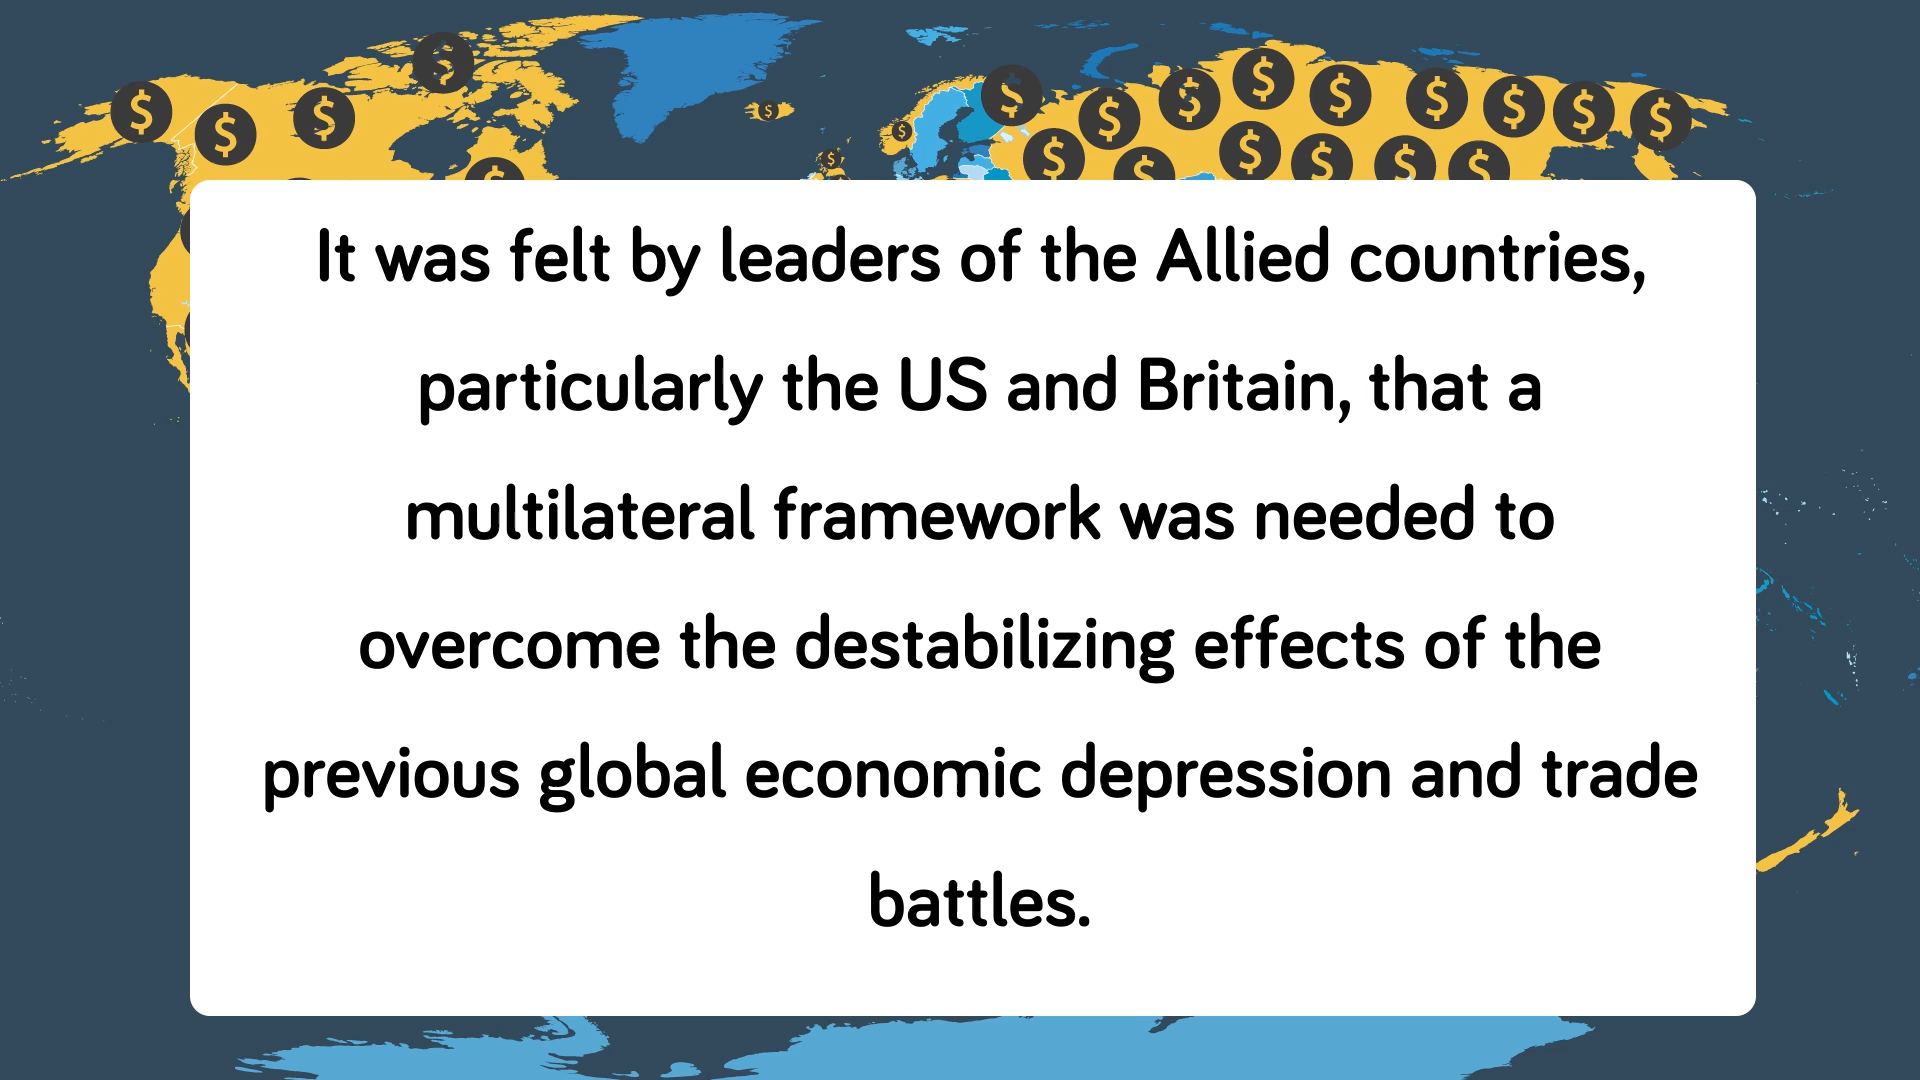 It was felt by leaders of the Allied countries,
particularly the US and Britain, that a
multilateral framework was needed to
overcome the destabilizing effects of the
previous global economic depression and trade
battles.